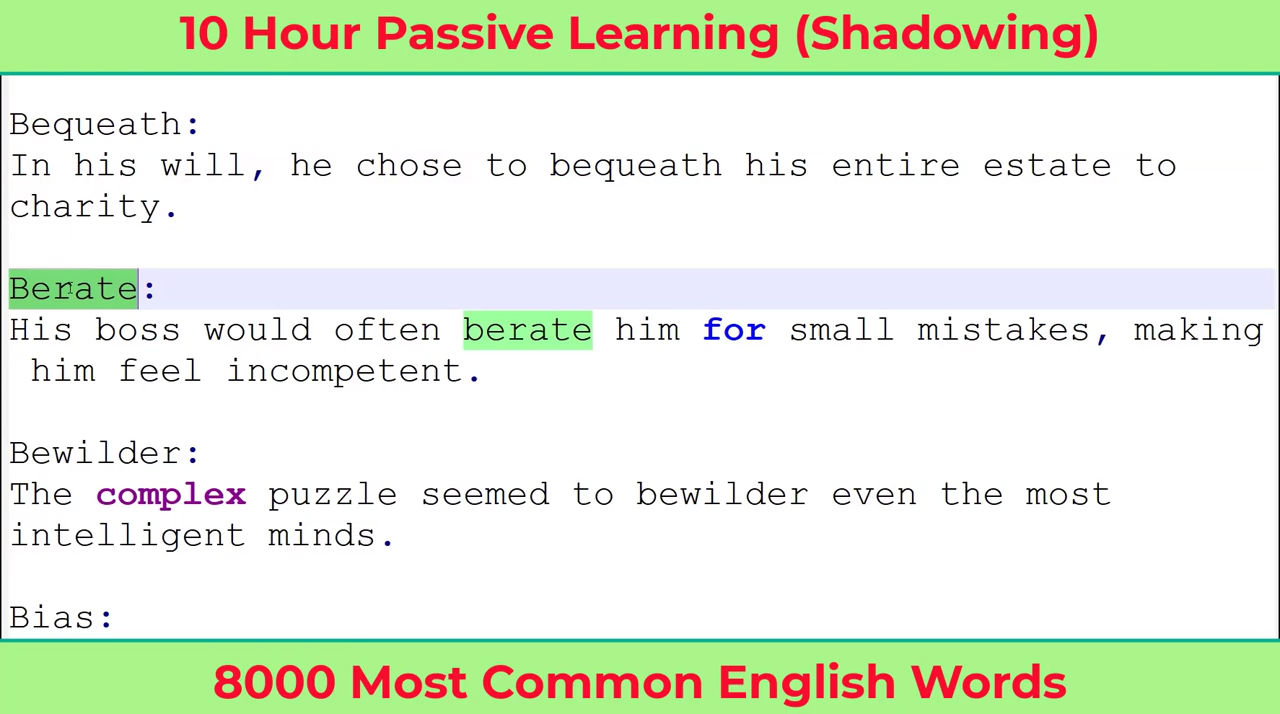 10 Hour Passive Learning (Shadowing)
Bequeath:
In his will, he chose to bequeath his entire estate to
charity.
Berate:
His boss would often berate him for small mistakes, making
him feel incompetent.
Bewilder:
The complex puzzle seemed to bewilder even the most
intelligent minds.
Bias:
8000 Most Common English Words